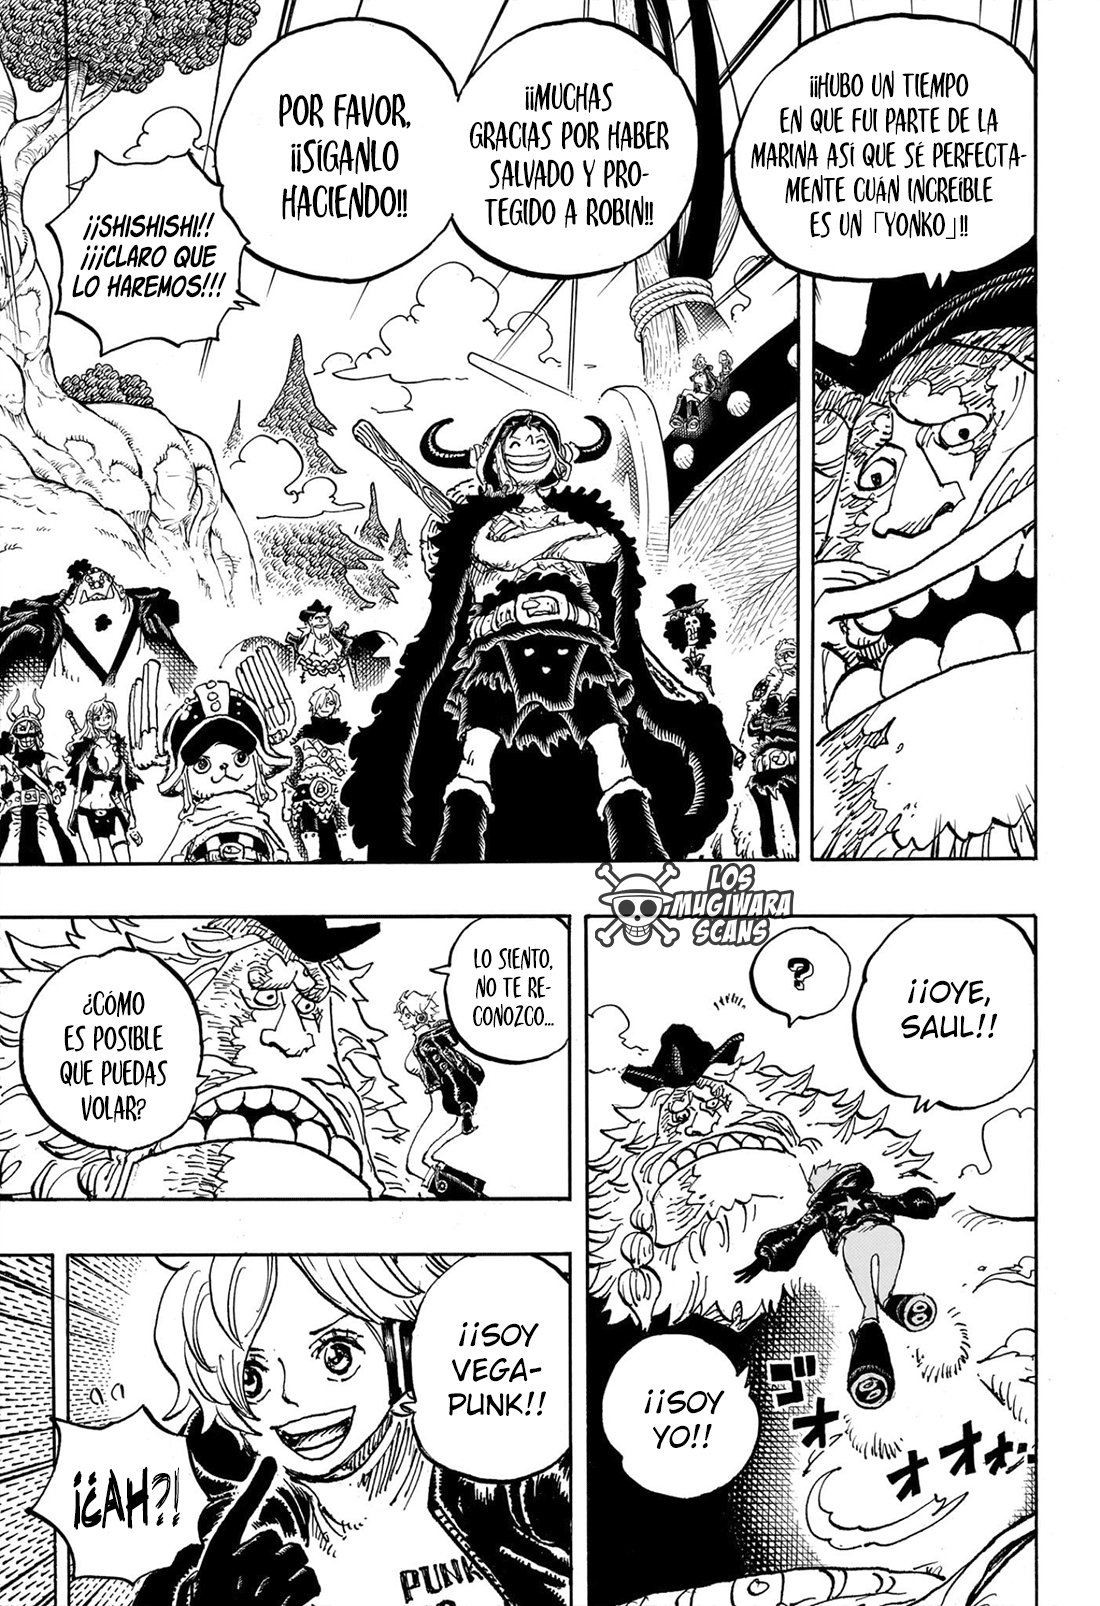 ¡¡HUBO UN TIEMPO
EN QUE FUI PARTE DE LA
MARINA ASÍ QUE SÉ PERFECTA-
MENTE CUÁN INCREÍBLE
ES UN 「YONKO」!!
¡¡MUCHAS
GRACIAS POR HABER
SALVADO Y PRO-
TEGIDO A ROBIN!!
POR FAVOR,
¡¡SÍGANLO
HACIENDO!!
¡¡SHISHISHI!!
¡¡¡CLARO QUE
LO HAREMOS!!!
LOS
MUGIWARA
SCANS
¡¡OYE,
SAUL!!
?
¡¡SOY
YO!!
ゴオオオオ
LO SIENTO,
NO TE RE-
CONOZCO...
¿CÓMO
ES POSIBLE
QUE PUEDAS
VOLAR?
¡¡SOY
VEGA-
PUNK!!
¡¿AH?!
PUNK